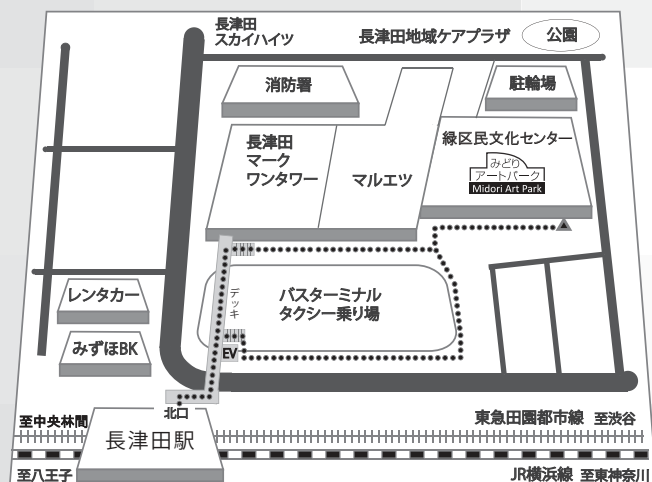 長津田
スカイハイツ
長津田地域ケアプラザ
公園
消防署
駐輪場
長津田
マーク
ワンタワー
マルエツ
緑区民文化センター
みどり
アートパーク
Midori Art Park
レンタカー
みずほBK
デッキ
バスターミナル
タクシー乗り場
EV
北口
至中央林間
長津田駅
東急田園都市線 至渋谷
至八王子
JR横浜線 至東神奈川